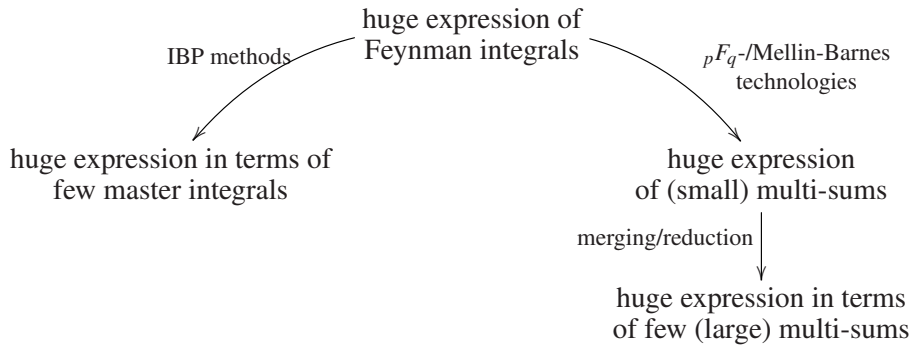 huge expression of
Feynman integrals
IBP methods
pFq-/Mellin-Barnes
technologies
huge expression in terms of
few master integrals
huge expression
of (small) multi-sums
merging/reduction
huge expression in terms
of few (large) multi-sums